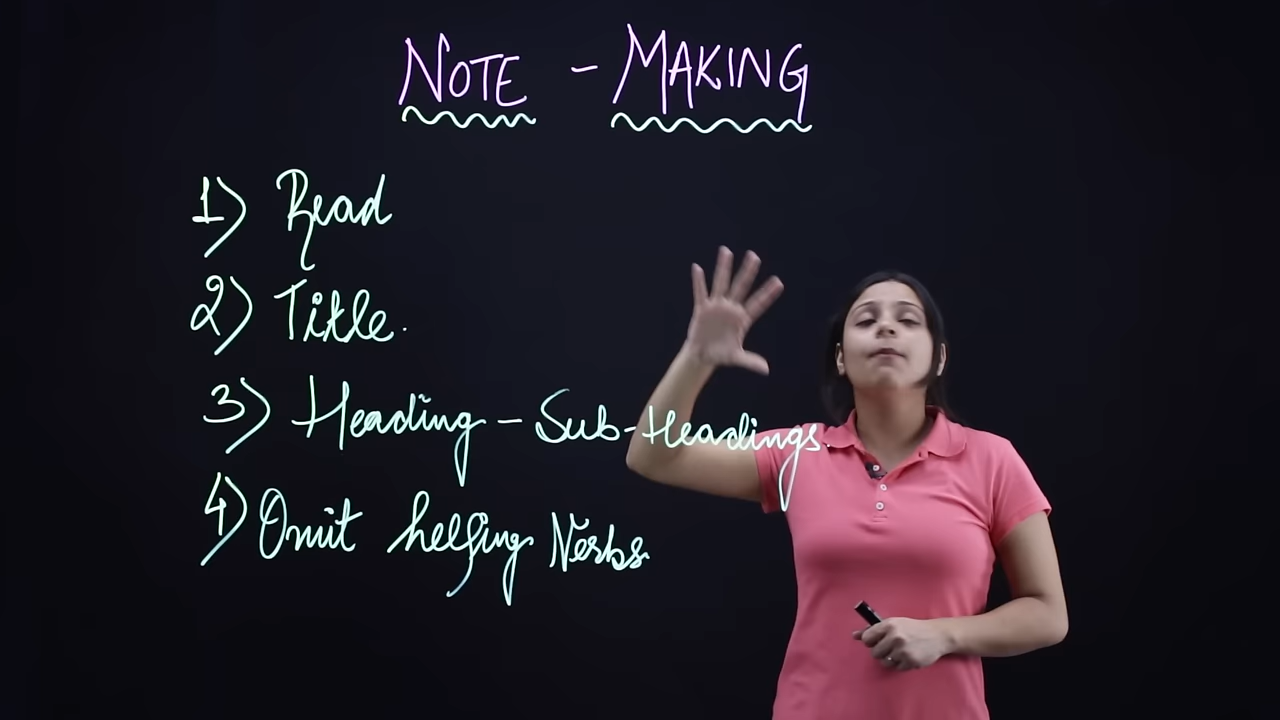 NOTE - MAKING
1) Read
2) Title.
3) Heading - Sub-Headings.
4) Omit helping Verbs